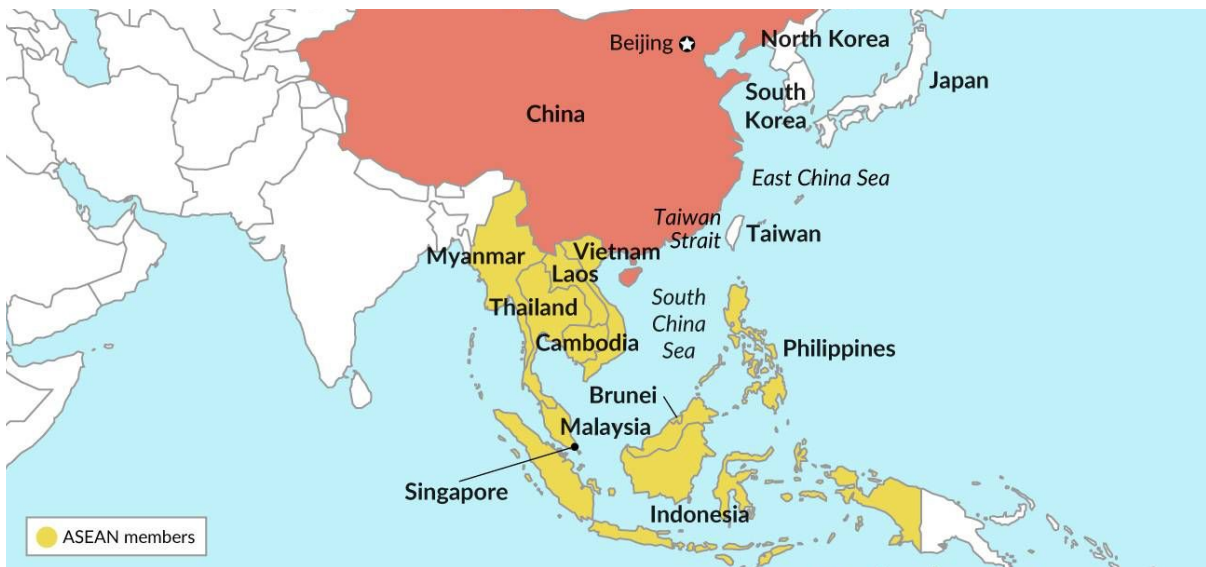 Beijing
North Korea
Japan
South
Korea
China
East China Sea
Taiwan
Strait
Taiwan
Vietnam
Myanmar
Laos
Thailand
South
China
Sea
Cambodia
Philippines
Brunei
Malaysia
Singapore
Indonesia
ASEAN members